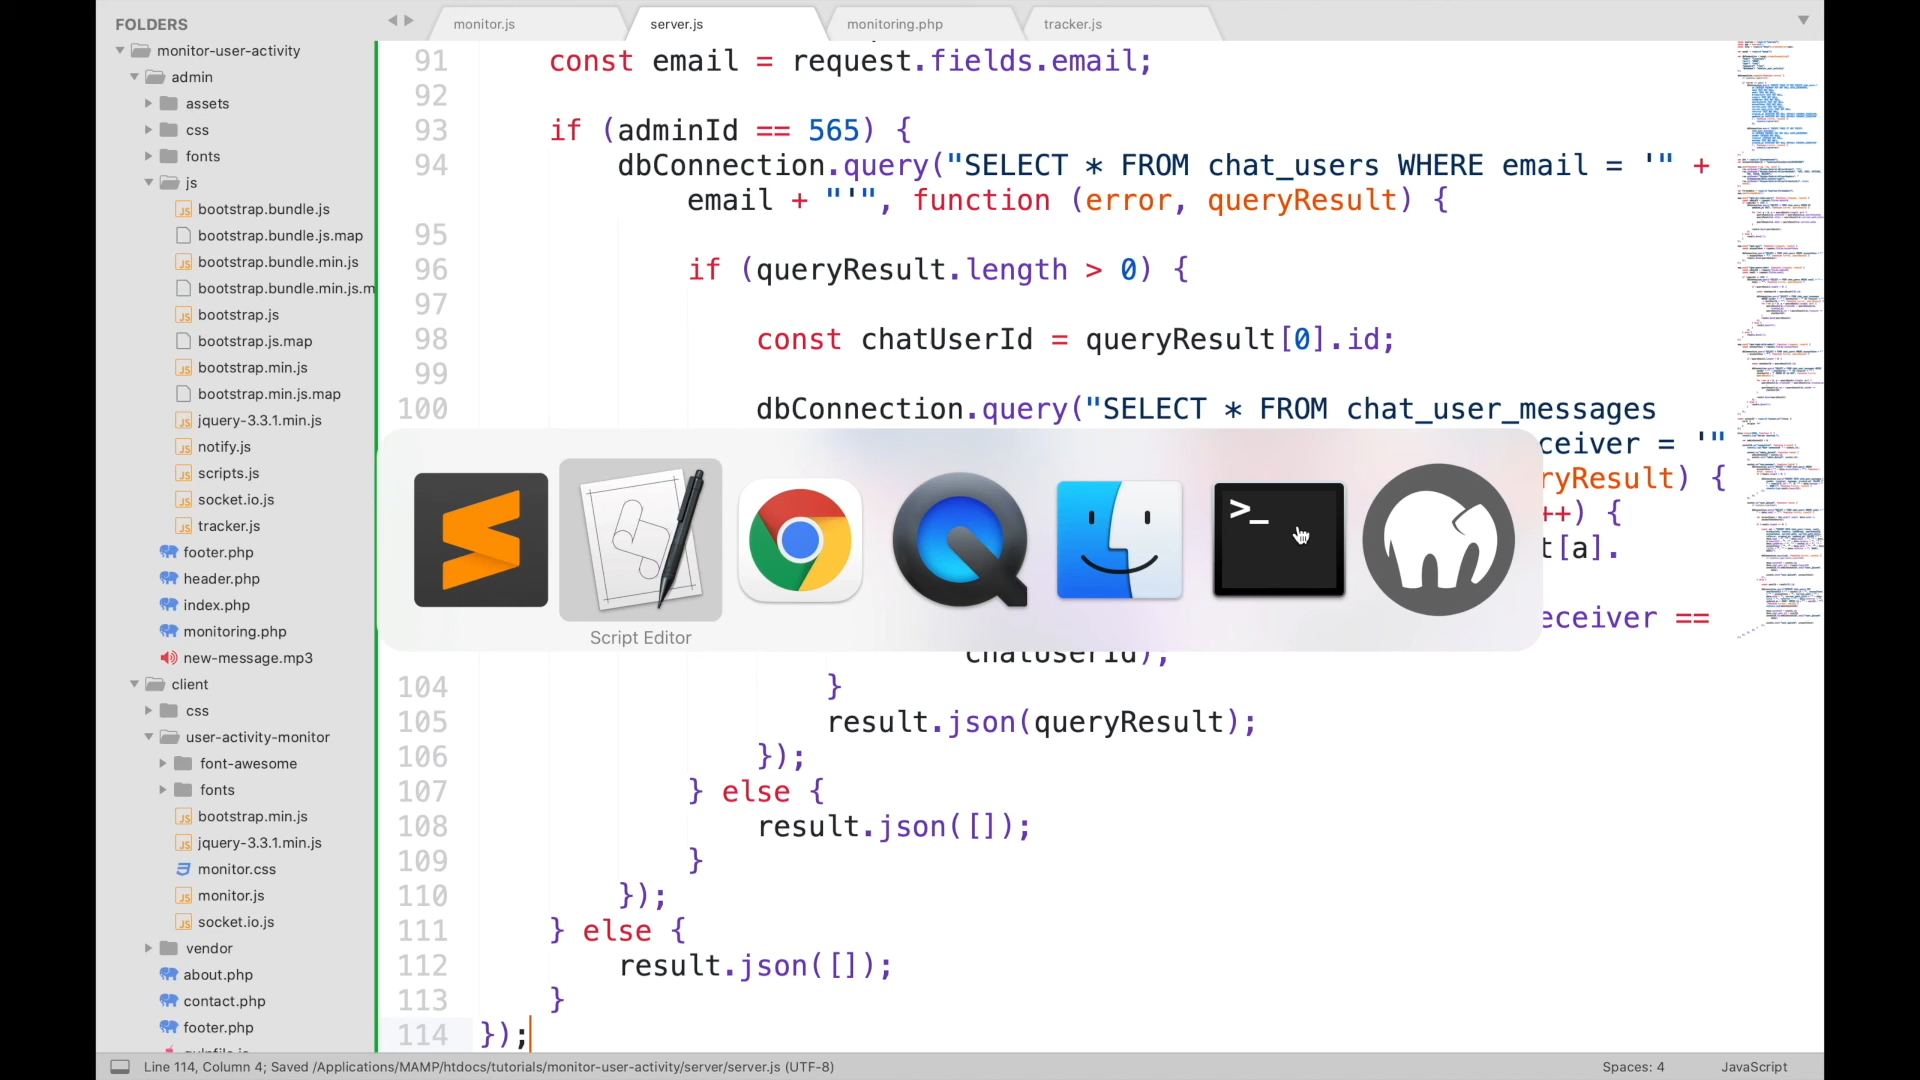 FOLDERS
monitor-user-activity
admin
assets
css
fonts
js
bootstrap.bundle.js
bootstrap.bundle.js.map
bootstrap.bundle.min.js
bootstrap.bundle.min.js.m
bootstrap.js
bootstrap.js.map
bootstrap.min.js
bootstrap.min.js.map
jquery-3.3.1.min.js
notify.js
scripts.js
socket.io.js
tracker.js
footer.php
header.php
index.php
monitoring.php
new-message.mp3
client
css
user-activity-monitor
font-awesome
fonts
bootstrap.min.js
jquery-3.3.1.min.js
monitor.css
monitor.js
socket.io.js
vendor
about.php
contact.php
footer.php
monitor.js
server.js
monitoring.php
tracker.js
91 const email = request.fields.email;
92
93 if (adminId == 565) {
94 dbConnection.query("SELECT * FROM chat_users WHERE email = '" +
email + "'", function (error, queryResult) {
95
96 if (queryResult.length > 0) {
97
98 const chatUserId = queryResult[0].id;
99
100 dbConnection.query("SELECT * FROM chat_user_messages
eceiver = '"
ryResult) {
++) {
t[a].
eceiver ==
chatUserId);
104 }
105 result.json(queryResult);
106 });
107 } else {
108 result.json([]);
109 }
110 });
111 } else {
112 result.json([]);
113 }
114 });
>_
Script Editor
Line 114, Column 4; Saved /Applications/MAMP/htdocs/tutorials/monitor-user-activity/server/server.js (UTF-8)
Spaces: 4
JavaScript